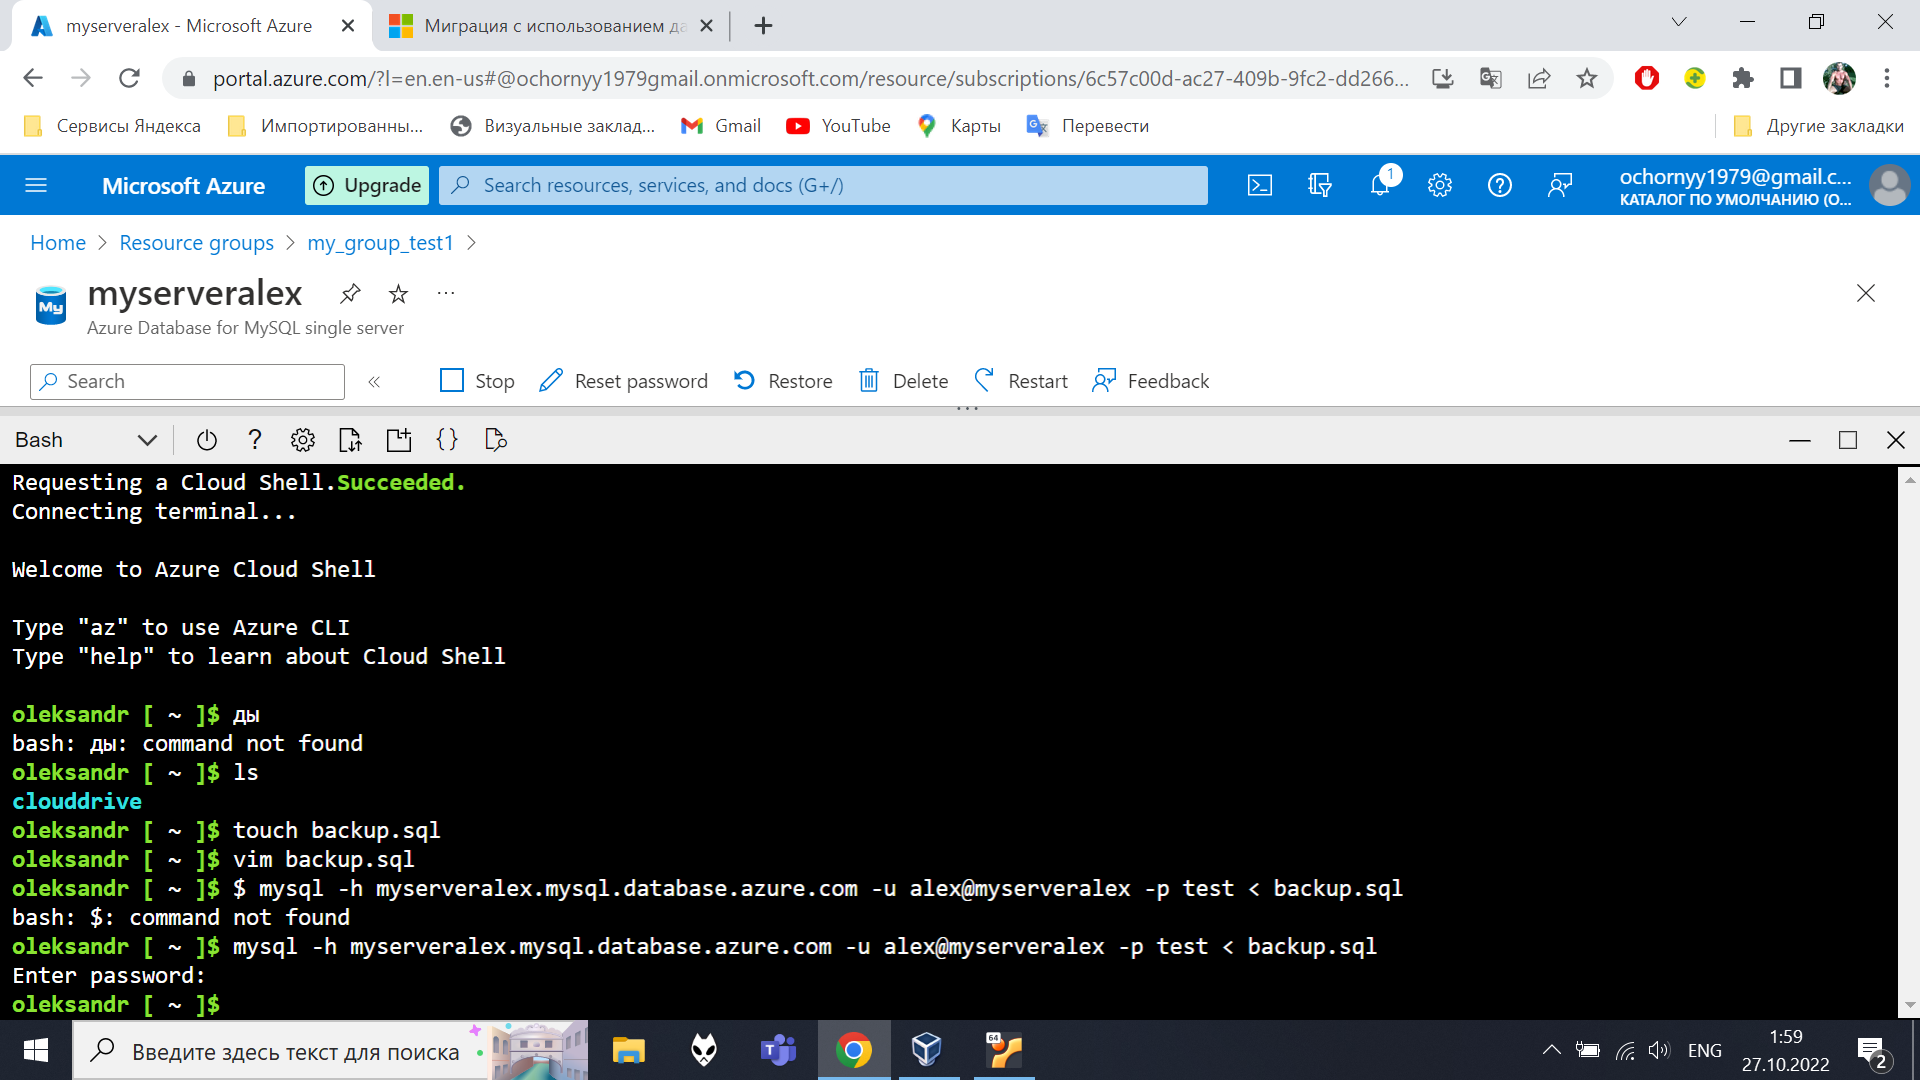 myserveralex - Microsoft Azure
Миграция с использованием да
portal.azure.com/?l=en.en-us#@ochornyy1979gmail.onmicrosoft.com/resource/subscriptions/6c57c00d-ac27-409b-9fc2-dd266...
Сервисы Яндекса
Импортированны...
Визуальные заклад...
Gmail
YouTube
Карты
Перевести
Другие закладки
Microsoft Azure
Upgrade
Search resources, services, and docs (G+/)
1
ochornyy1979@gmail.c...
КАТАЛОГ ПО УМОЛЧАНИЮ (О...
Home > Resource groups > my_group_test1 >
My
myserveralex
Azure Database for MySQL single server
Search
«
Stop
Reset password
Restore
Delete
Restart
Feedback
Bash
Requesting a Cloud Shell.Succeeded.
Connecting terminal...
Welcome to Azure Cloud Shell
Type "az" to use Azure CLI
Type "help" to learn about Cloud Shell
oleksandr [ ~ ]$ ды
bash: ды: command not found
oleksandr [ ~ ]$ ls
clouddrive
oleksandr [ ~ ]$ touch backup.sql
oleksandr [ ~ ]$ vim backup.sql
oleksandr [ ~ ]$ $ mysql -h myserveralex.mysql.database.azure.com -u alex@myserveralex -p test < backup.sql
bash: $: command not found
oleksandr [ ~ ]$ mysql -h myserveralex.mysql.database.azure.com -u alex@myserveralex -p test < backup.sql
Enter password:
oleksandr [ ~ ]$
Введите здесь текст для поиска
64
ENG
1:59
27.10.2022
2